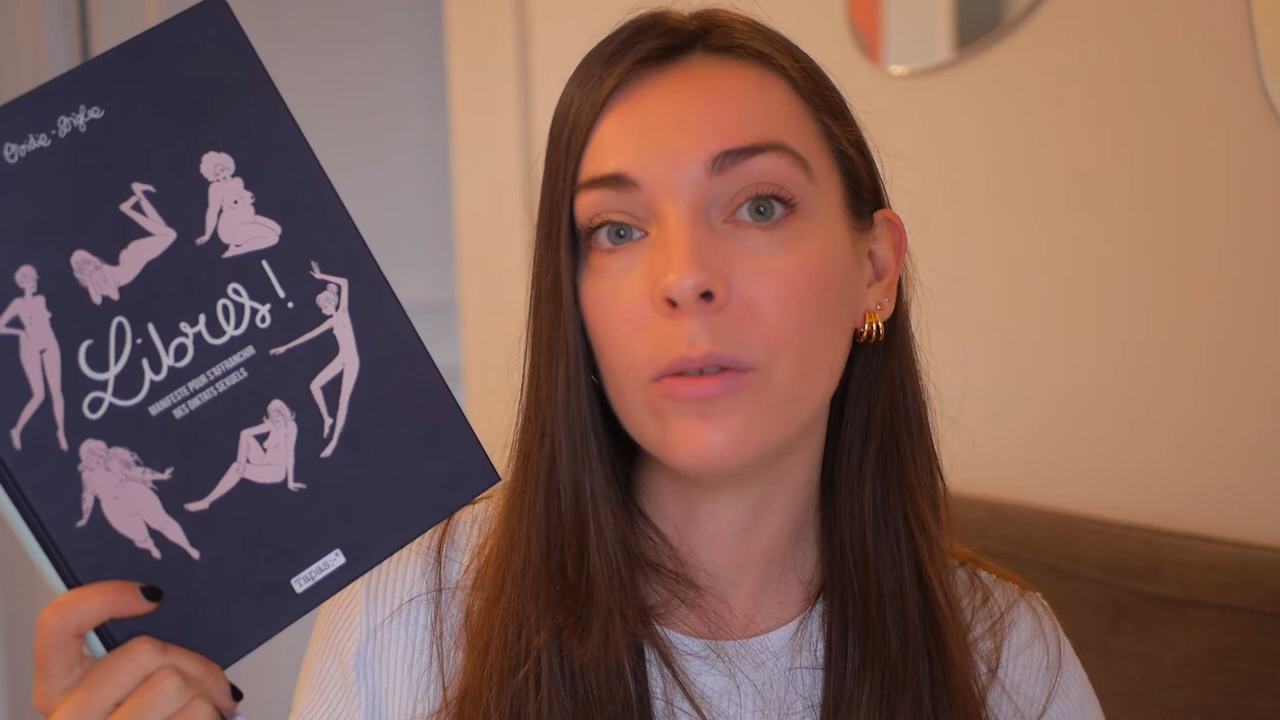 Ovidie - Diglee
Libres!
MANIFESTE POUR S'AFFRANCHIR
DES DIKTATS SEXUELS
Tapas